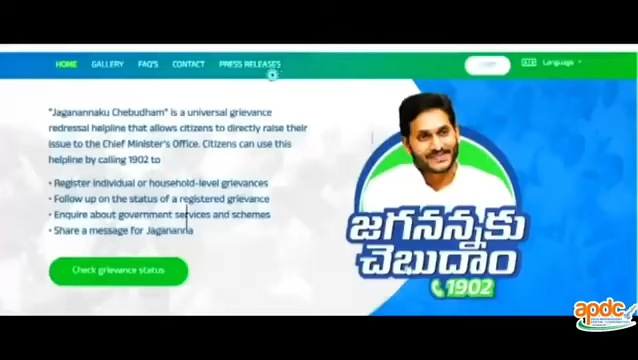 HOME GALLERY FAQ'S CONTACT PRESS RELEASES Language
"Jaganannaku Chebudham" is a universal grievance
redressal helpline that allows citizens to directly raise their
issue to the Chief Minister's Office. Citizens can use this
helpline by calling 1902 to
• Register individual or household-level grievances
• Follow up on the status of a registered grievance
• Enquire about government services and schemes
• Share a message for Jagananna
Check grievance status
జగనన్నకు
చెబుదాం
1902
apdc